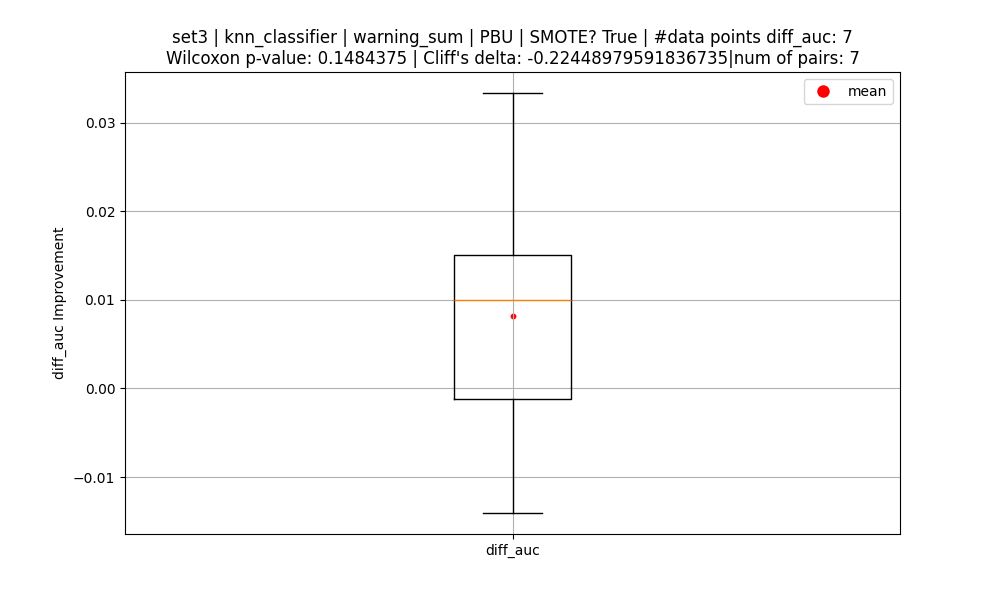 set3 | knn_classifier | warning_sum | PBU | SMOTE? True | #data points diff_auc: 7
Wilcoxon p-value: 0.1484375 | Cliff's delta: -0.22448979591836735|num of pairs: 7
mean
0.03
0.02
0.01
0.00
−0.01
diff_auc Improvement
diff_auc